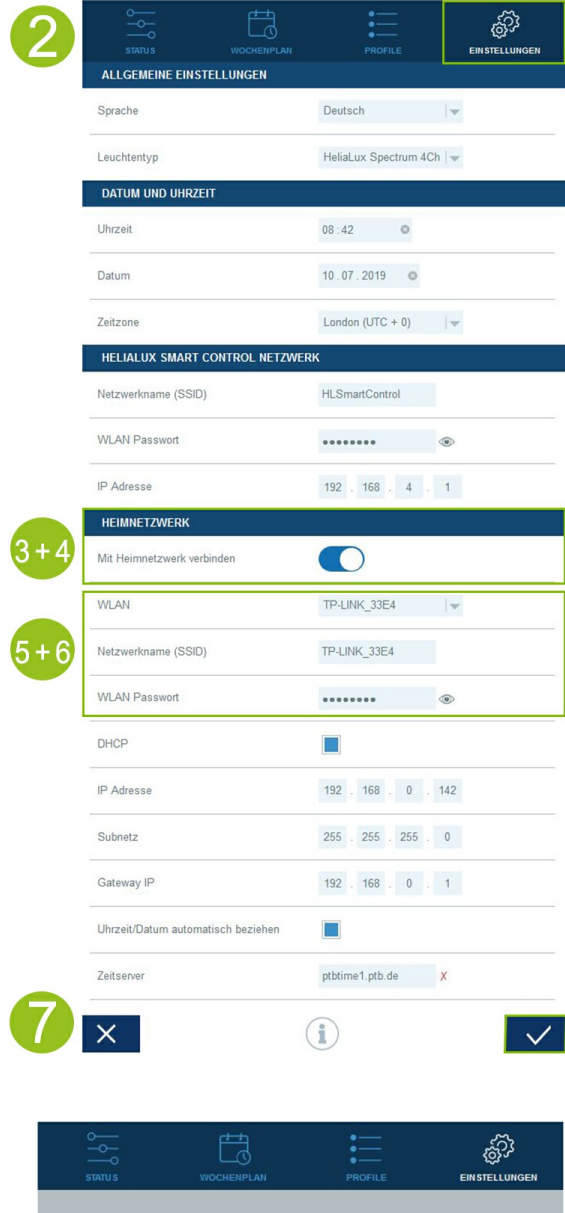 2
STATUS WOCHENPLAN PROFILE EINSTELLUNGEN
ALLGEMEINE EINSTELLUNGEN
Sprache Deutsch
Leuchtentyp HeliaLux Spectrum 4Ch
DATUM UND UHRZEIT
Uhrzeit 08 : 42
Datum 10 . 07 . 2019
Zeitzone London (UTC + 0)
HELIALUX SMART CONTROL NETZWERK
Netzwerkname (SSID) HLSmartControl
WLAN Passwort ••••••••
IP Adresse 192 . 168 . 4 . 1
3+4
HEIMNETZWERK
Mit Heimnetzwerk verbinden
5+6
WLAN TP-LINK_33E4
Netzwerkname (SSID) TP-LINK_33E4
WLAN Passwort ••••••••
DHCP
IP Adresse 192 . 168 . 0 . 142
Subnetz 255 . 255 . 255 . 0
Gateway IP 192 . 168 . 0 . 1
Uhrzeit/Datum automatisch beziehen
Zeitserver ptbtime1.ptb.de X
7
i
STATUS WOCHENPLAN PROFILE EINSTELLUNGEN